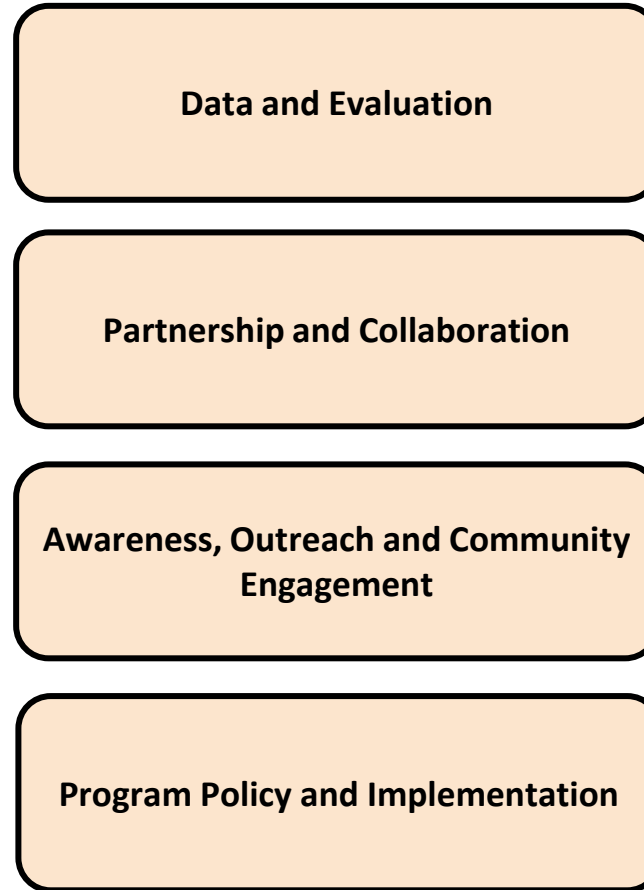 Data and Evaluation
Partnership and Collaboration
Awareness, Outreach and Community
Engagement
Program Policy and Implementation